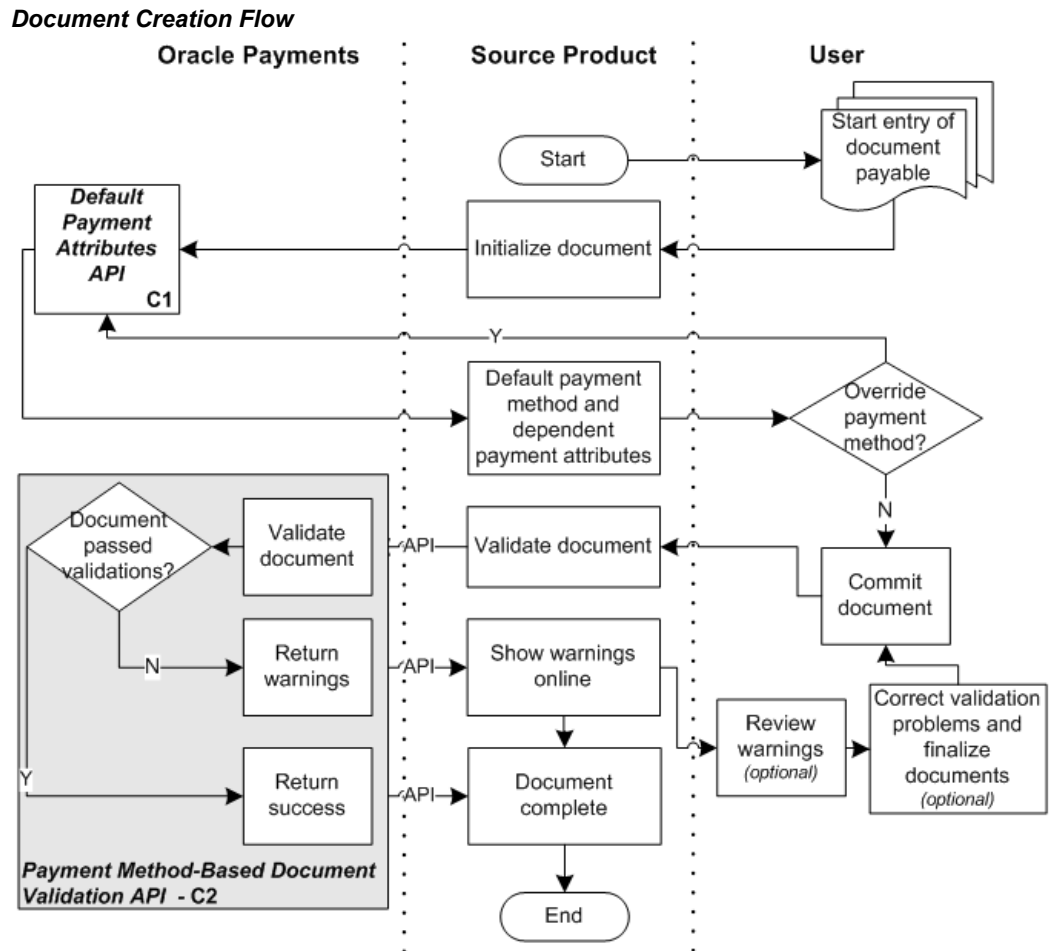 Document Creation Flow
Oracle Payments
Source Product
User
Start
Start entry of
document
payable
Default
Payment
Attributes
API
C1
Initialize document
Y
Default payment
method and
dependent
payment attributes
Override
payment
method?
N
Document
passed
validations?
Validate
document
API
Validate document
Commit
document
N
Return
warnings
API
Show warnings
online
Review
warnings
(optional)
Correct validation
problems and
finalize
documents
(optional)
Y
Return
success
API
Document
complete
Payment Method-Based Document
Validation API - C2
End